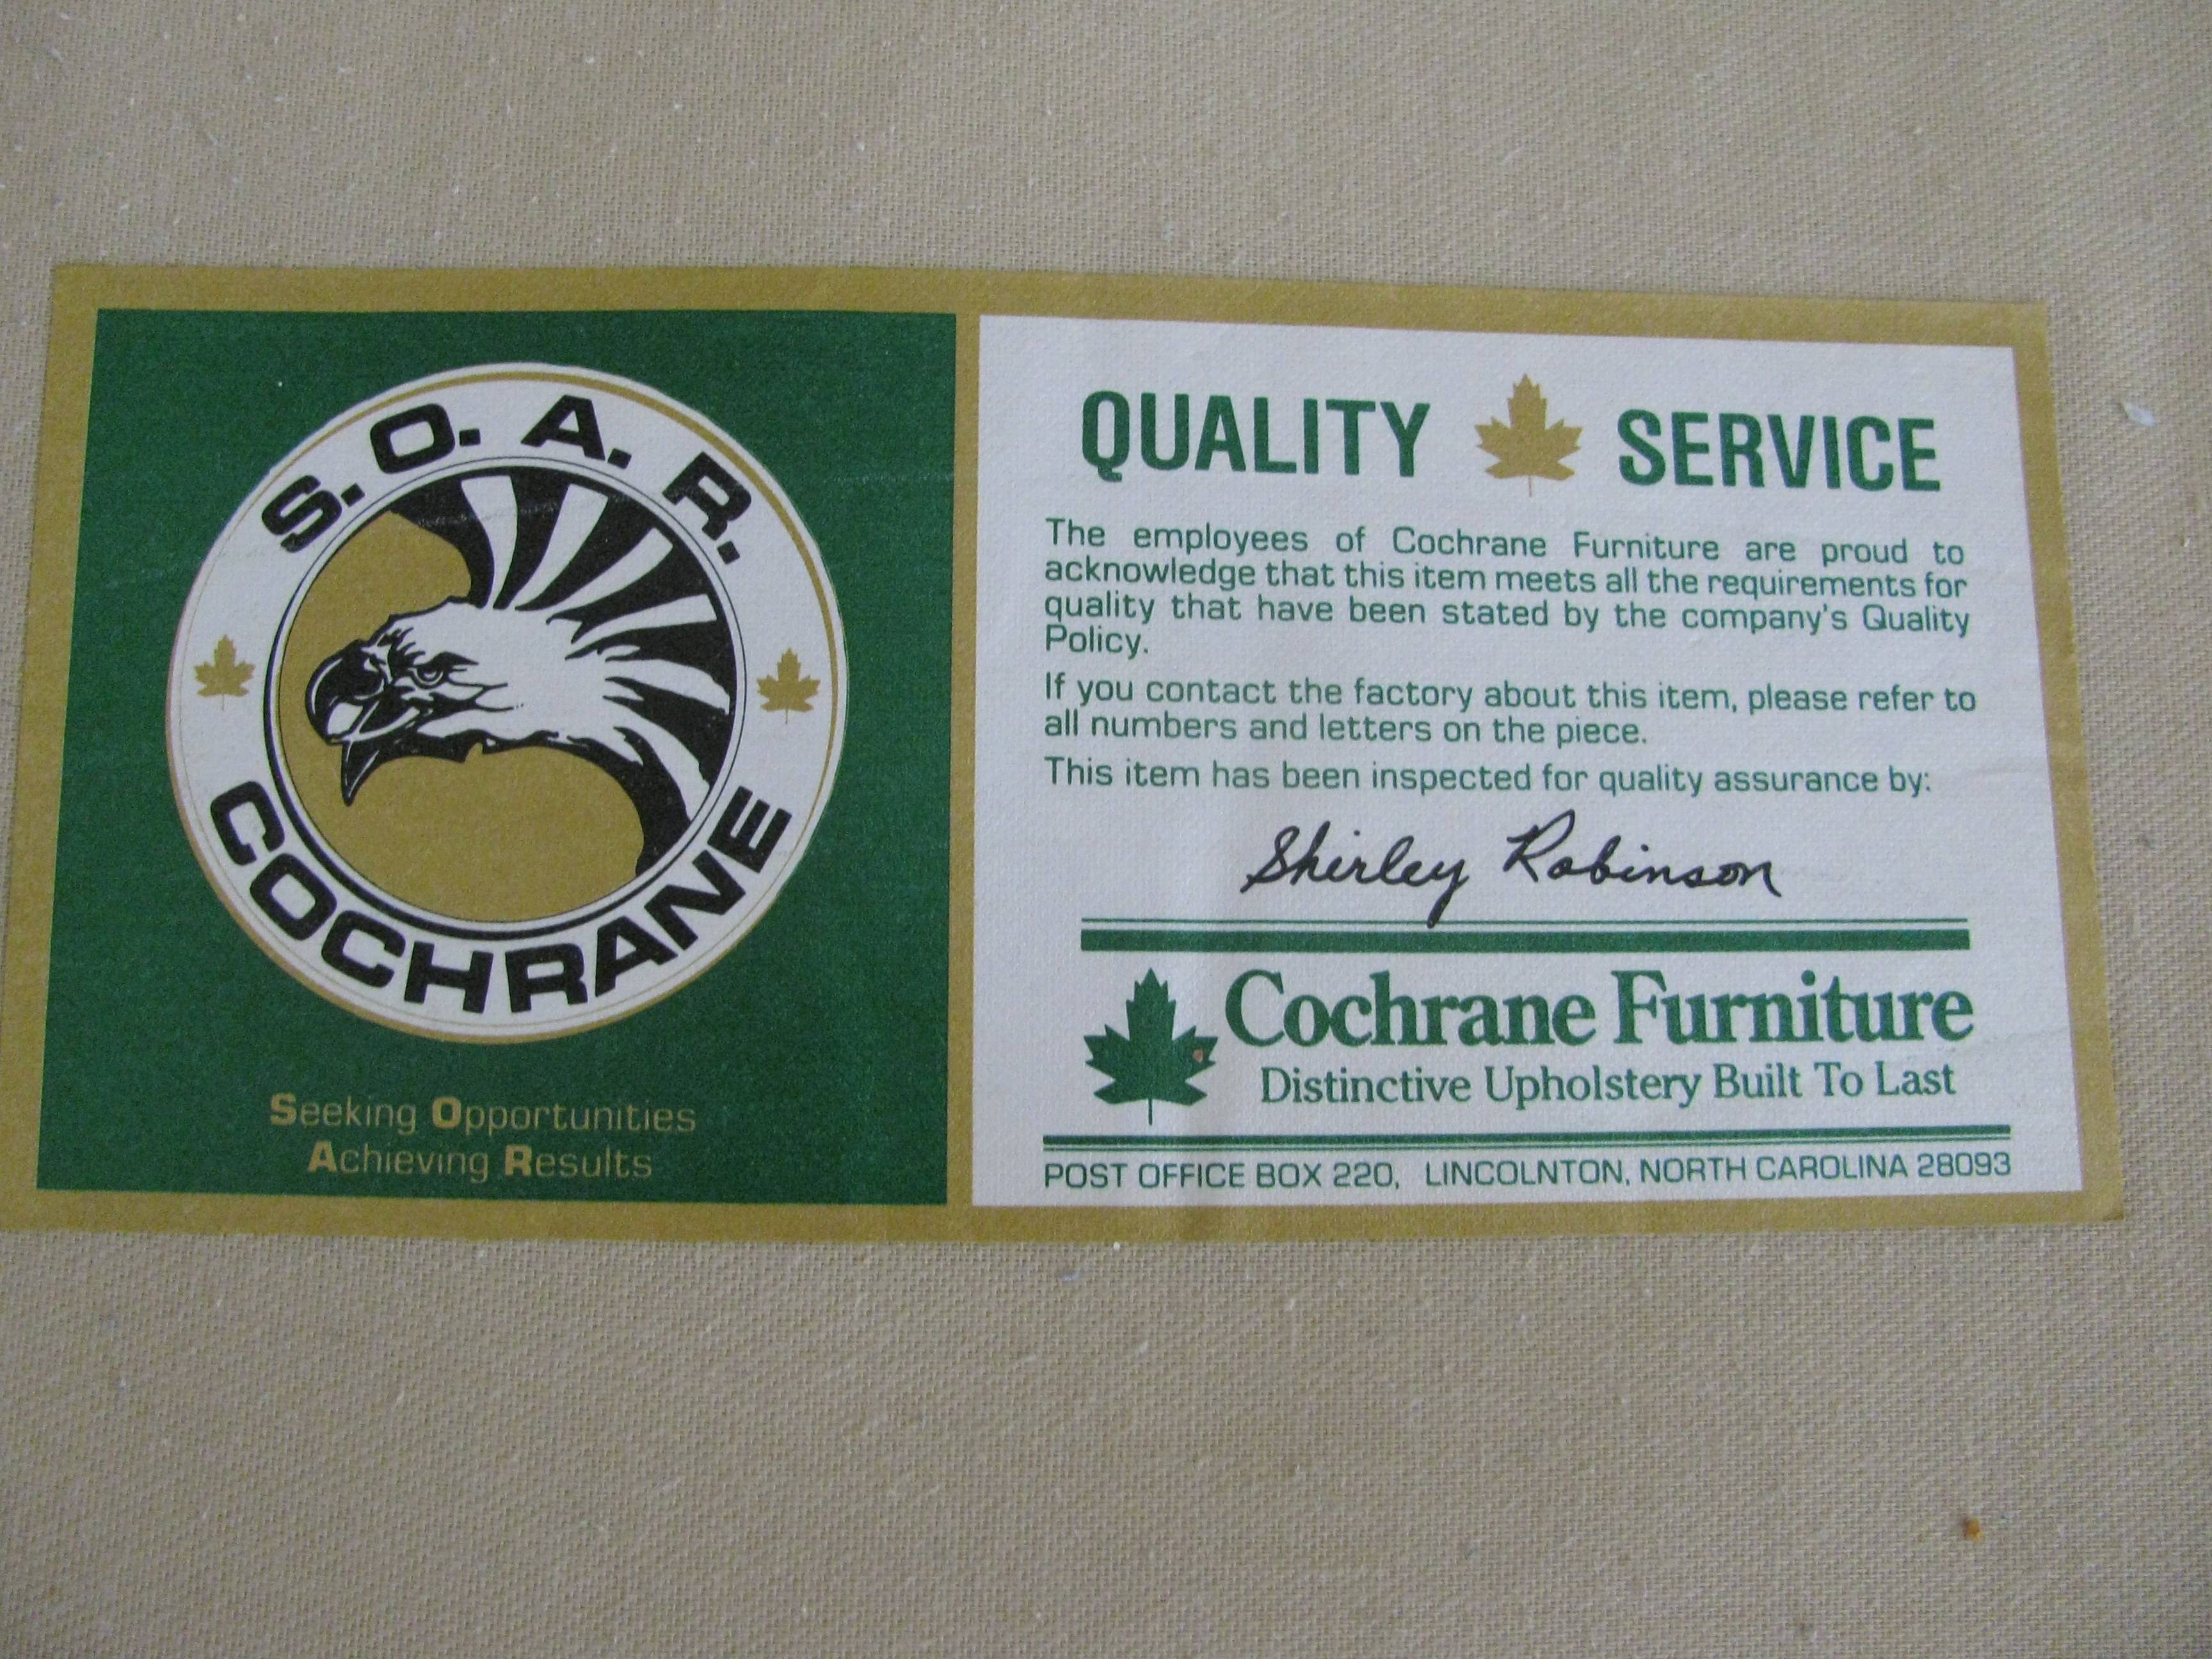 S. O. A. R.
COCHRANE
Seeking Opportunities
Achieving Results
QUALITY SERVICE
The employees of Cochrane Furniture are proud to
acknowledge that this item meets all the requirements for
quality that have been stated by the company's Quality
Policy.
If you contact the factory about this item, please refer to
all numbers and letters on the piece.
This item has been inspected for quality assurance by:
Shirley Robinson
Cochrane Furniture
Distinctive Upholstery Built To Last
POST OFFICE BOX 220, LINCOLNTON, NORTH CAROLINA 28093